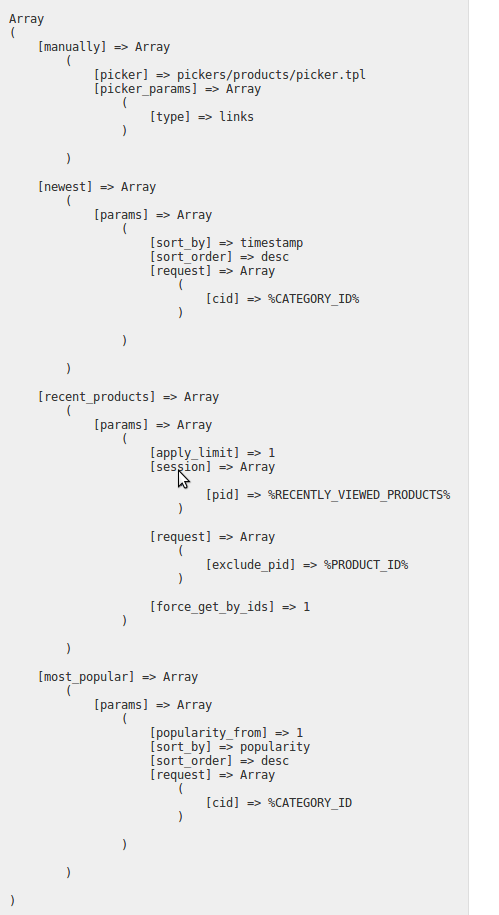 Array
(
    [manually] => Array
        (
            [picker] => pickers/products/picker.tpl
            [picker_params] => Array
                (
                    [type] => links
                )

        )

    [newest] => Array
        (
            [params] => Array
                (
                    [sort_by] => timestamp
                    [sort_order] => desc
                    [request] => Array
                        (
                            [cid] => %CATEGORY_ID%
                        )

                )

        )

    [recent_products] => Array
        (
            [params] => Array
                (
                    [apply_limit] => 1
                    [session] => Array

                            [pid] => %RECENTLY_VIEWED_PRODUCTS%
                        )

                    [request] => Array
                        (
                            [exclude_pid] => %PRODUCT_ID%
                        )

                    [force_get_by_ids] => 1
                )

        )

    [most_popular] => Array
        (
            [params] => Array
                (
                    [popularity_from] => 1
                    [sort_by] => popularity
                    [sort_order] => desc
                    [request] => Array
                        (
                            [cid] => %CATEGORY_ID
                        )

                )

        )

)